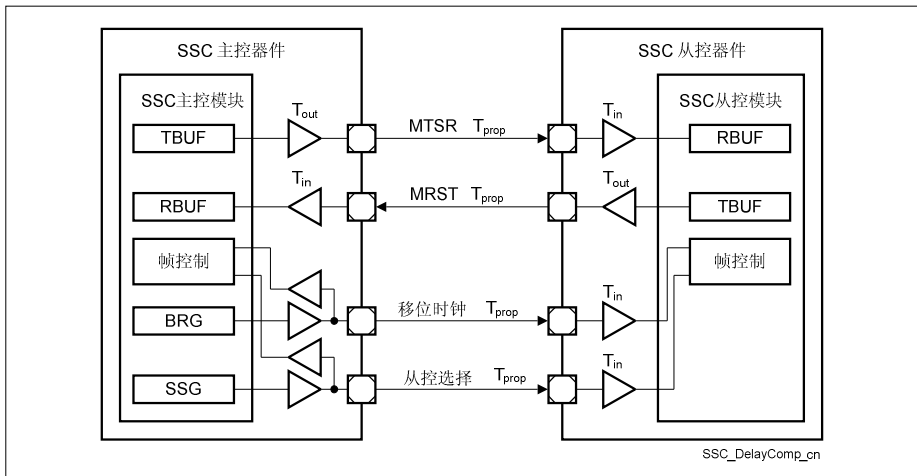 SSC 主控器件
SSC 从控器件
SSC主控模块
SSC从控模块
Tout
MTSR Tprop
Tin
TBUF
RBUF
Tin
MRST Tprop
Tout
RBUF
TBUF
帧控制
帧控制
BRG
移位时钟 Tprop
Tin
SSG
从控选择 Tprop
Tin
SSC_DelayComp_cn